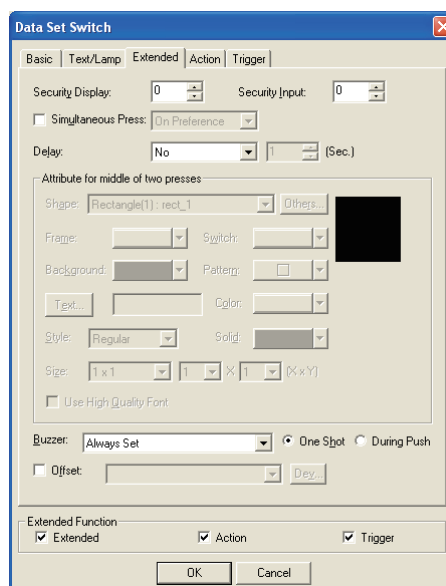 Data Set Switch
Basic Text/Lamp Extended Action Trigger
Security Display: 0 Security Input: 0
Simultaneous Press: On Preference
Delay: No 1 (Sec.)
Attribute for middle of two presses
Shape: Rectangle(1) : rect_1 Others...
Frame: Switch:
Background: Pattern:
Text... Color:
Style: Regular Solid:
Size: 1 x 1 1 X 1 (X x Y)
Use High Quality Font
Buzzer: Always Set One Shot During Push
Offset: Dev...
Extended Function
Extended Action Trigger
OK Cancel